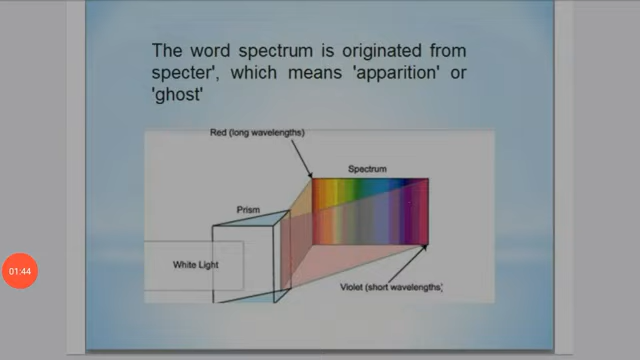 The word spectrum is originated from
specter', which means 'apparition' or
'ghost'
Red (long wavelengths)
Spectrum
Prism
White Light
01:44
Violet (short wavelengths)